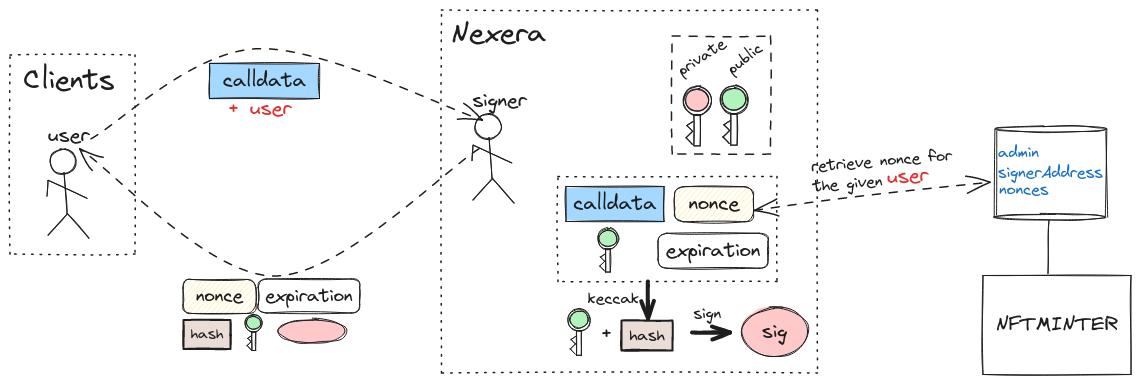 Clients
user
calldata
+ user
nonce
expiration
hash
Nexera
signer
private
public
calldata
nonce
expiration
keccak
+
hash
sign
sig
retrieve nonce for
the given user
admin
signerAddress
nonces
NFTMINTER